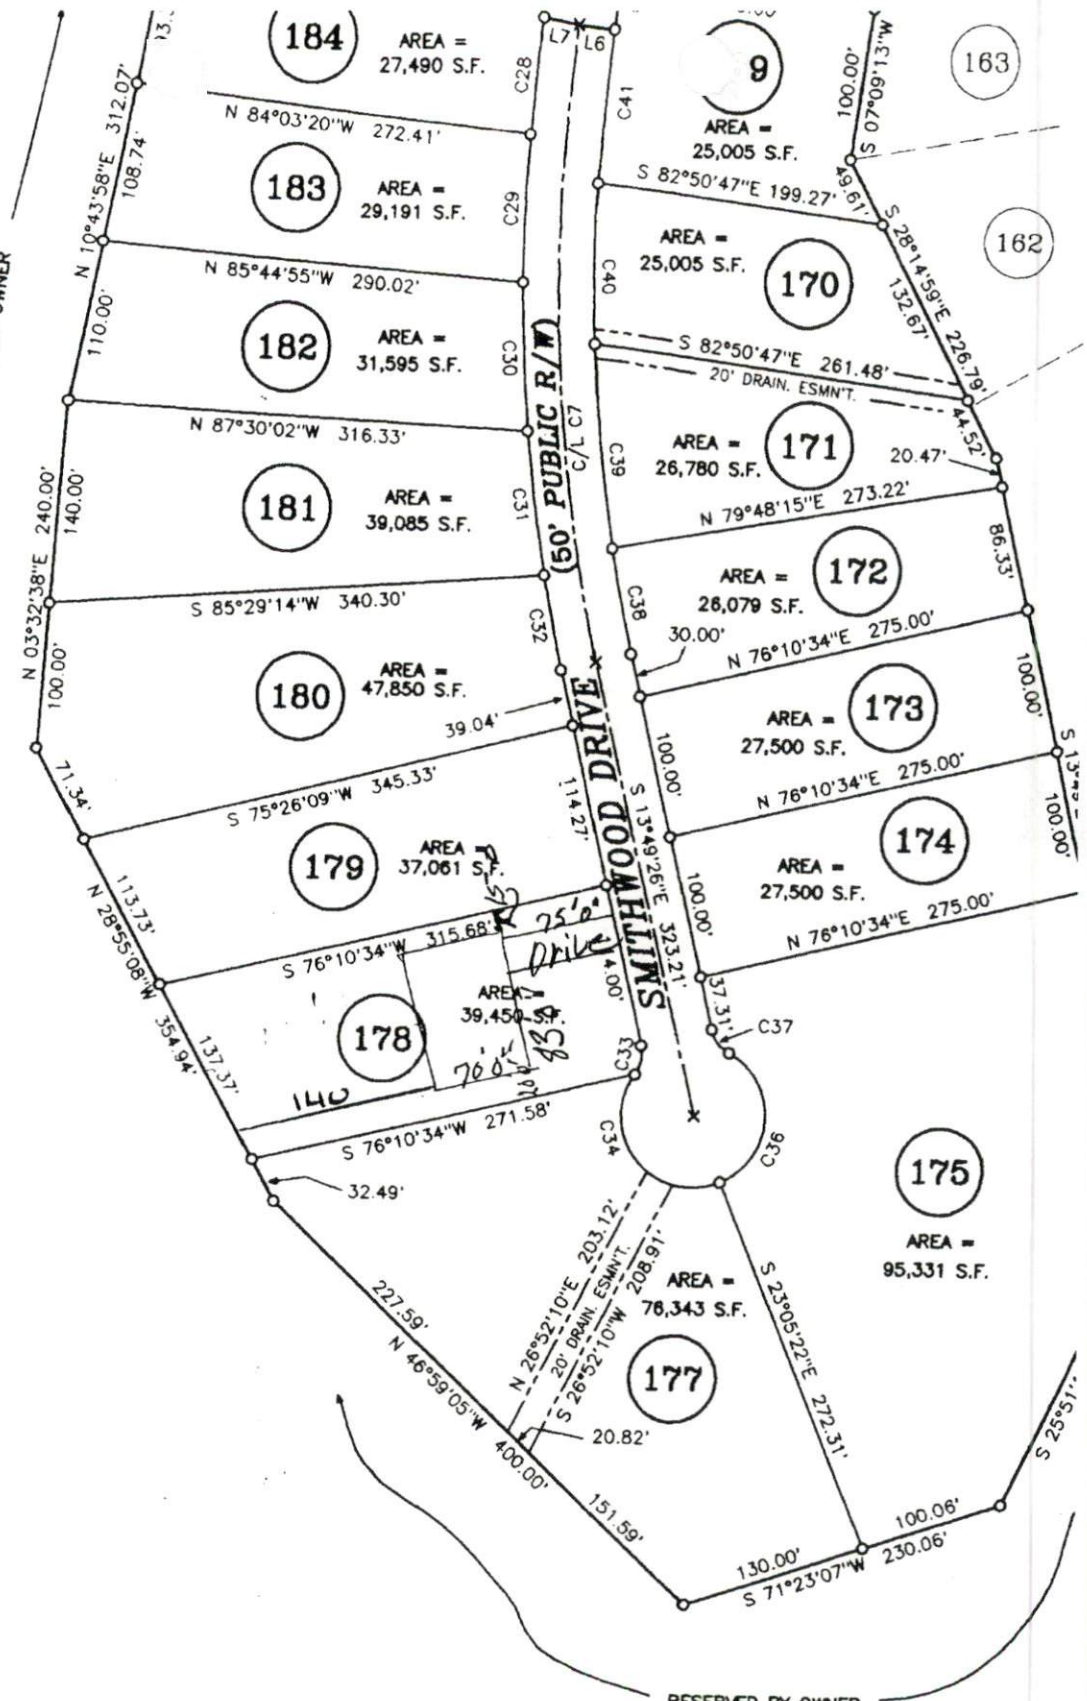 184
AREA =
27,490 S.F.
C28
L7
L6
C41
9
AREA =
25,005 S.F.
100.00'
S 07°09'13"W
163
N 84°03'20"W 272.41'
N 10°43'58"E 312.07'
108.74'
183
AREA =
29,191 S.F.
C29
S 82°50'47"E 199.27'
49.61'
S 28°14'59"E 226.79'
132.67'
162
OWNER
N 85°44'55"W 290.02'
AREA =
25,005 S.F.
170
C40
110.00'
182
AREA =
31,595 S.F.
C30
S 82°50'47"E 261.48'
20' DRAIN. ESMN'T.
N 87°30'02"W 316.33'
(50' PUBLIC R/W)
C/L C7
C39
AREA =
26,780 S.F.
171
44.52'
20.47'
N 03°32'38"E 240.00'
140.00'
181
AREA =
39,085 S.F.
C31
N 79°48'15"E 273.22'
86.33'
S 85°29'14"W 340.30'
C32
C38
AREA =
26,079 S.F.
172
30.00'
N 76°10'34"E 275.00'
100.00'
180
AREA =
47,850 S.F.
39.04'
100.00'
AREA =
27,500 S.F.
173
100.00'
71.34'
S 75°26'09"W 345.33'
114.27'
SMITHWOOD DRIVE
S 13°49'26"E 323.21'
N 76°10'34"E 275.00'
100.00'
179
AREA =
37,061 S.F.
AREA =
27,500 S.F.
174
100.00'
N 28°55'08"W 354.94'
113.73'
S 76°10'34"W 315.68'
75'0"
Drive
N 76°10'34"E 275.00'
178
AREA =
39,450 S.F.
37.31'
C37
137.37'
140
70'0"
C33
S 76°10'34"W 271.58'
C34
C36
32.49'
175
AREA =
95,331 S.F.
N 26°52'10"E 203.12'
20' DRAIN. ESMN'T.
S 26°52'10"W 208.91'
AREA =
76,343 S.F.
177
S 23°05'22"E 272.31'
227.59'
N 46°59'05"W 400.00'
20.82'
151.59'
130.00'
100.06'
S 71°23'07"W 230.06'
S 25°51'
RESERVED BY OWNER